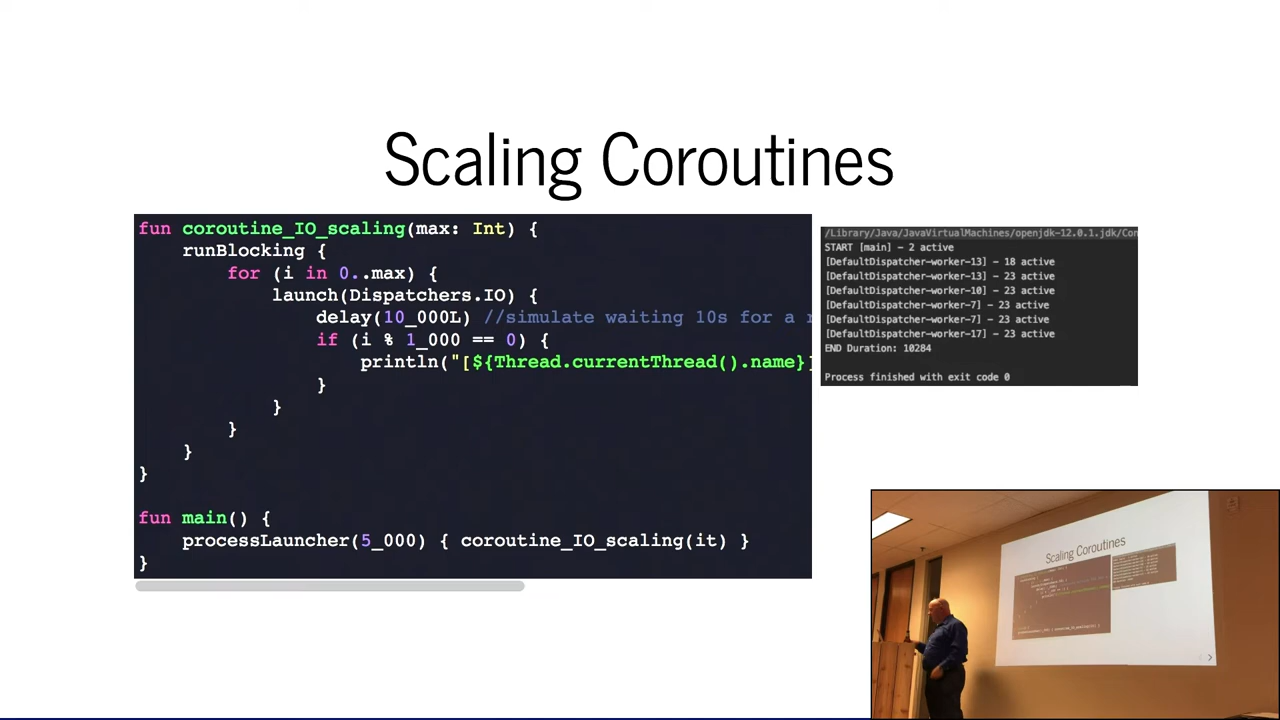 Scaling Coroutines
fun coroutine_IO_scaling(max: Int) {
    runBlocking {
        for (i in 0..max) {
            launch(Dispatchers.IO) {
                delay(10_000L) //simulate waiting 10s for a
                if (i % 1_000 == 0) {
                    println("[${Thread.currentThread().name}]
                }
            }
        }
    }
}
fun main() {
    processLauncher(5_000) { coroutine_IO_scaling(it) }
}
/Library/Java/JavaVirtualMachines/openjdk-12.0.1.jdk/Con
START [main] – 2 active
[DefaultDispatcher-worker-13] – 18 active
[DefaultDispatcher-worker-13] – 23 active
[DefaultDispatcher-worker-10] – 23 active
[DefaultDispatcher-worker-7] – 23 active
[DefaultDispatcher-worker-7] – 23 active
[DefaultDispatcher-worker-17] – 23 active
END Duration: 10284
Process finished with exit code 0
Scaling Coroutines